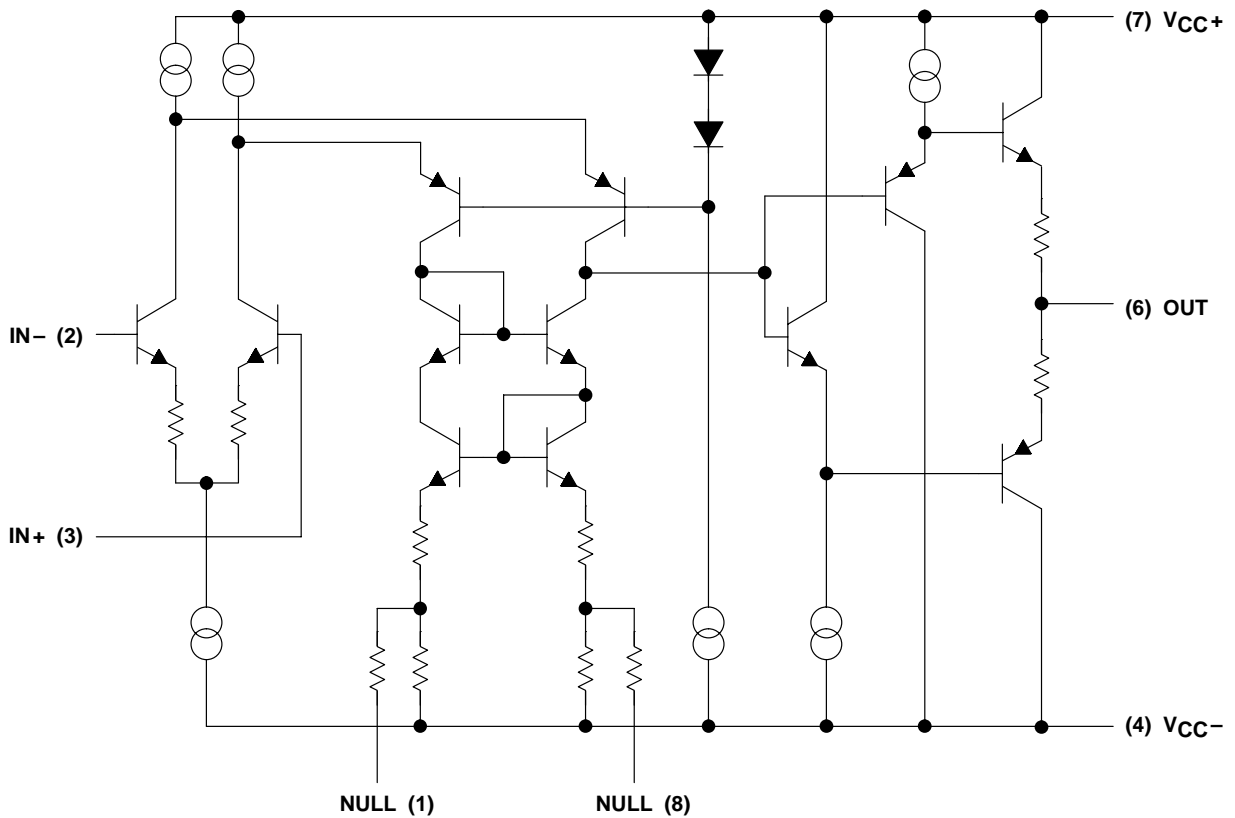 (7) VCC+
IN− (2)
(6) OUT
IN+ (3)
(4) VCC−
NULL (1)
NULL (8)